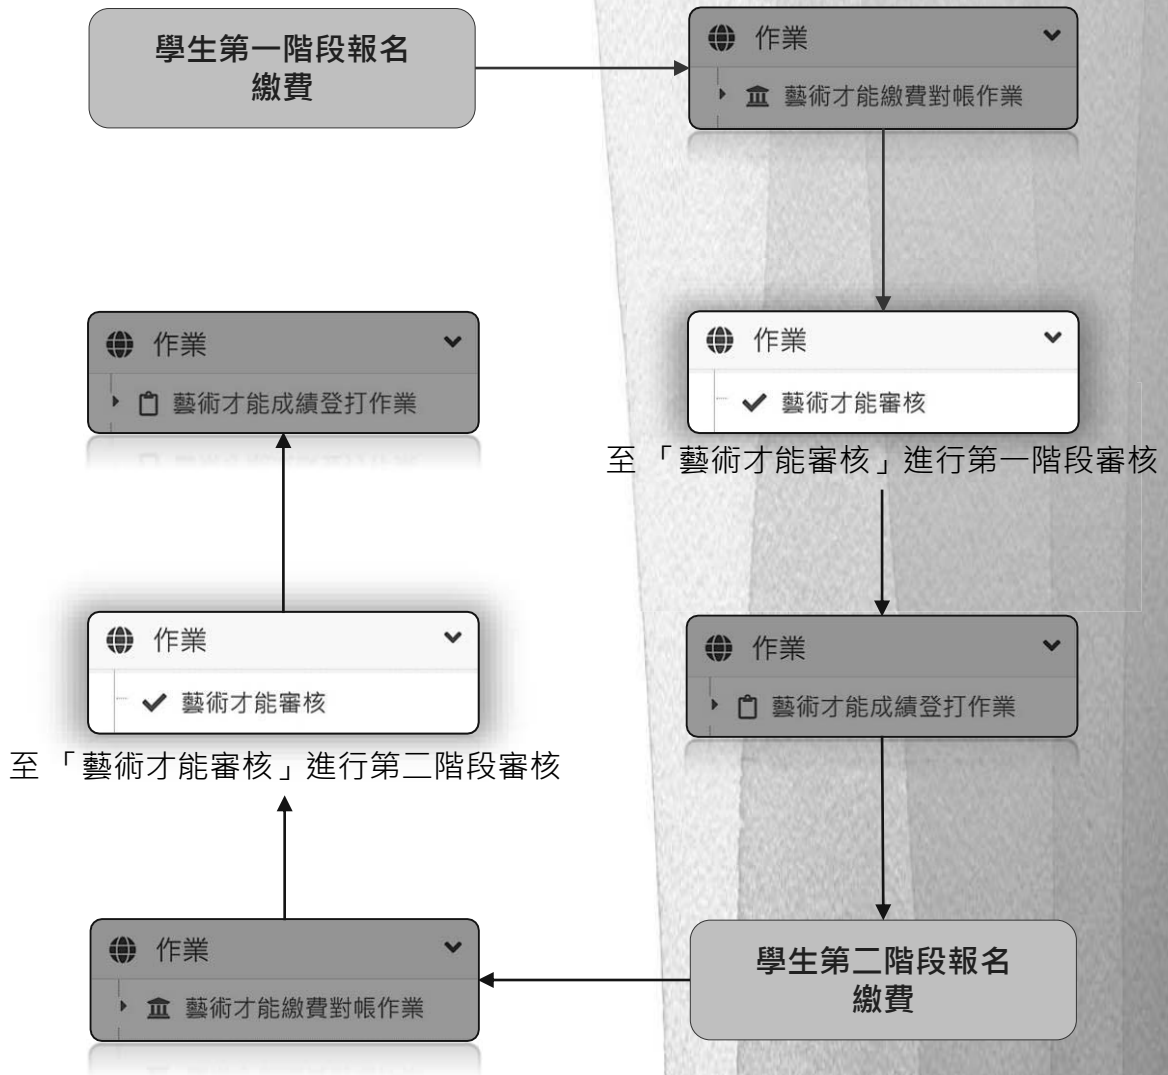 學生第一階段報名
繳費
作業
藝術才能繳費對帳作業
作業
藝術才能審核
至「藝術才能審核」進行第一階段審核
作業
藝術才能成績登打作業
學生第二階段報名
繳費
作業
藝術才能繳費對帳作業
作業
藝術才能審核
至「藝術才能審核」進行第二階段審核
作業
藝術才能成績登打作業